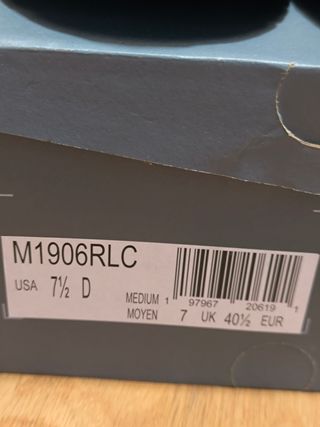 M1906RLC
USA 7½ D
MEDIUM 1 97967 20619 1
MOYEN 7 UK 40½ EUR